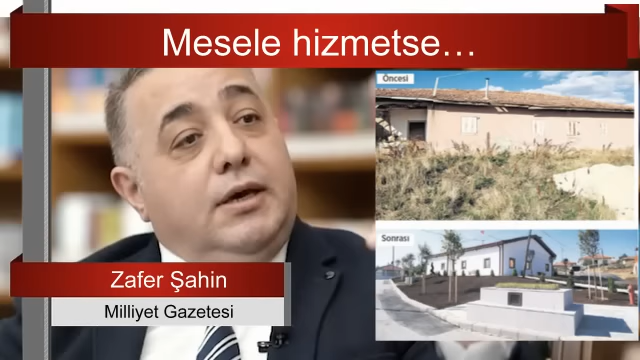 Mesele hizmetse…
Öncesi
Sonrası
Zafer Şahin
Milliyet Gazetesi